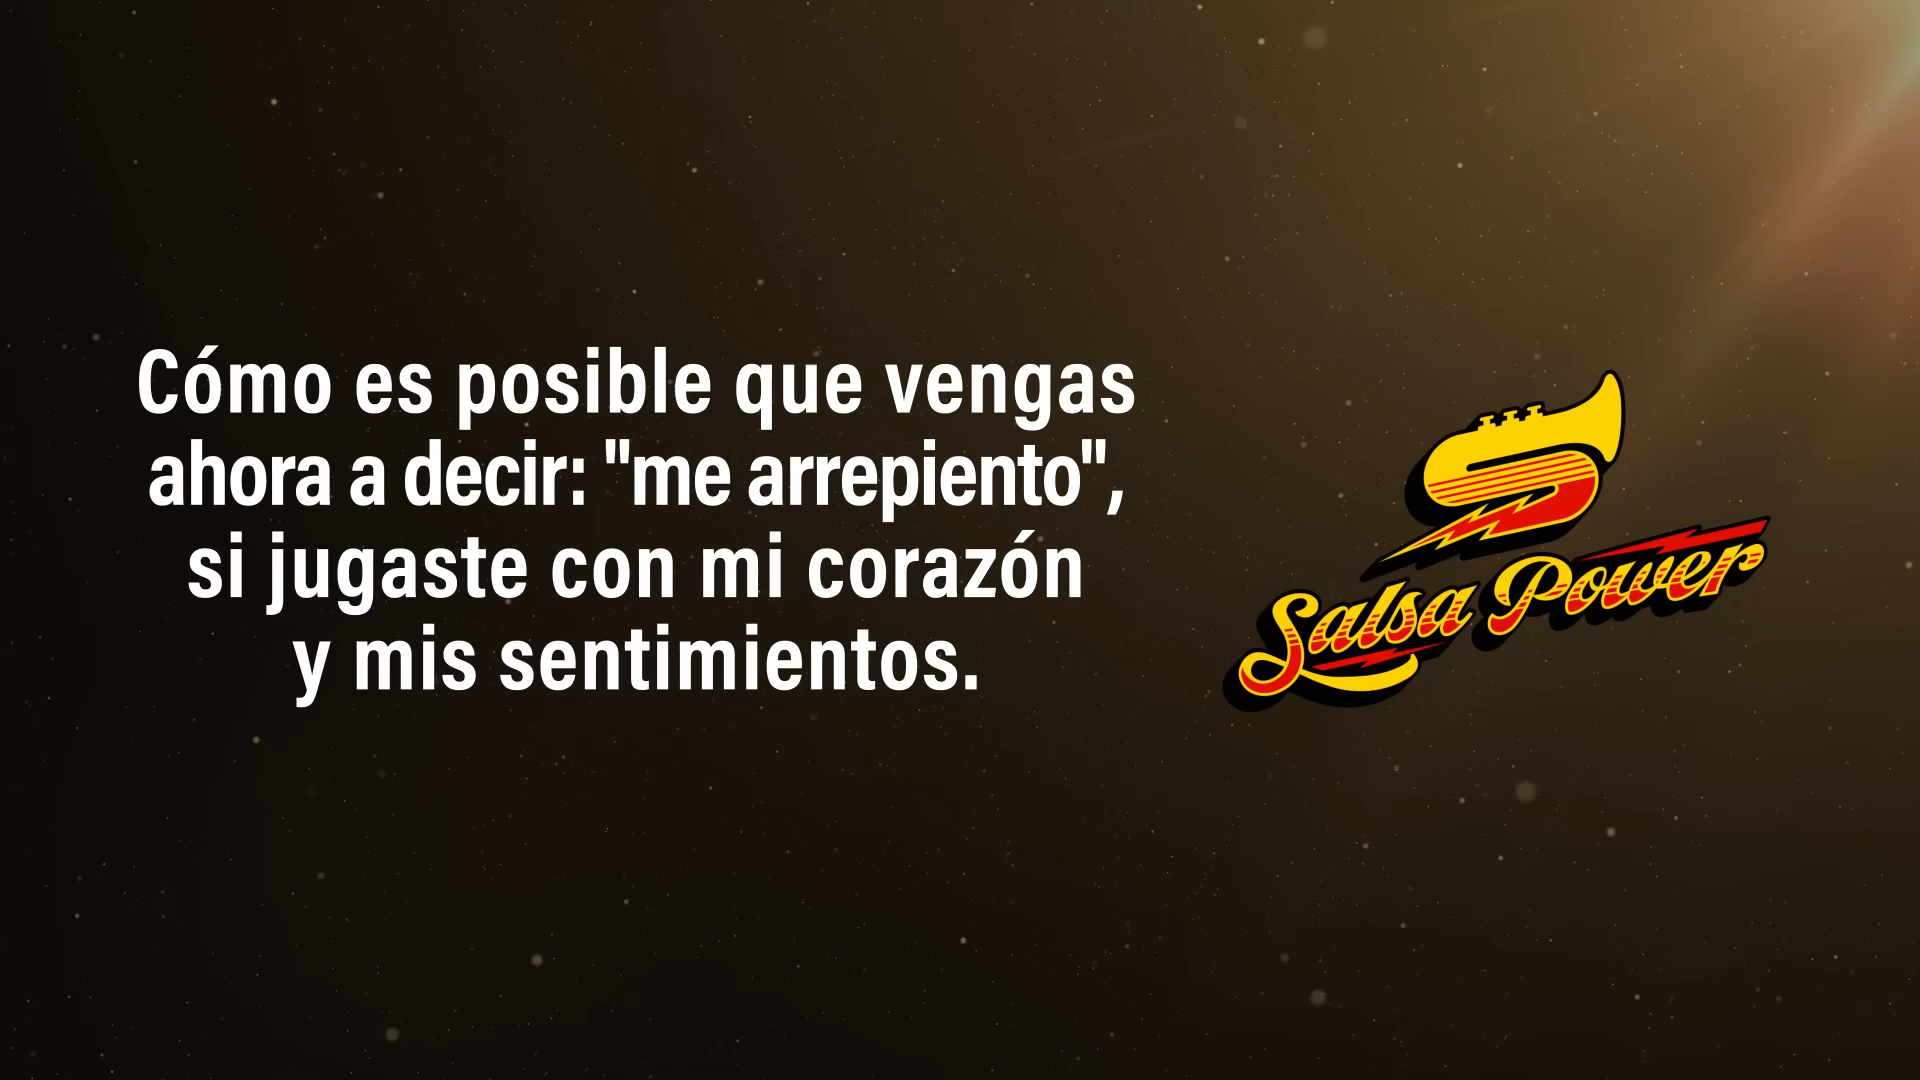 Cómo es posible que vengas
ahora a decir: "me arrepiento",
si jugaste con mi corazón
y mis sentimientos.
Salsa Power